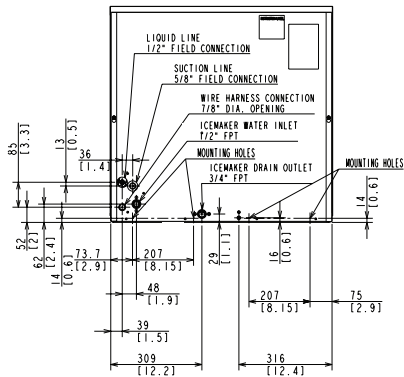 LIQUID LINE
1/2" FIELD CONNECTION
SUCTION LINE
5/8" FIELD CONNECTION
WIRE HARNESS CONNECTION
7/8" DIA. OPENING
ICEMAKER WATER INLET
1/2" FPT
MOUNTING HOLES
ICEMAKER DRAIN OUTLET
3/4" FPT
MOUNTING HOLES
13
[0.5]
36
[1.4]
85
[3.3]
52
[2]
62
[2.4]
14
[0.6]
73.7
[2.9]
207
[8.15]
29
[1.1]
16
[0.6]
14
[0.6]
48
[1.9]
207
[8.15]
75
[2.9]
39
[1.5]
309
[12.2]
316
[12.4]